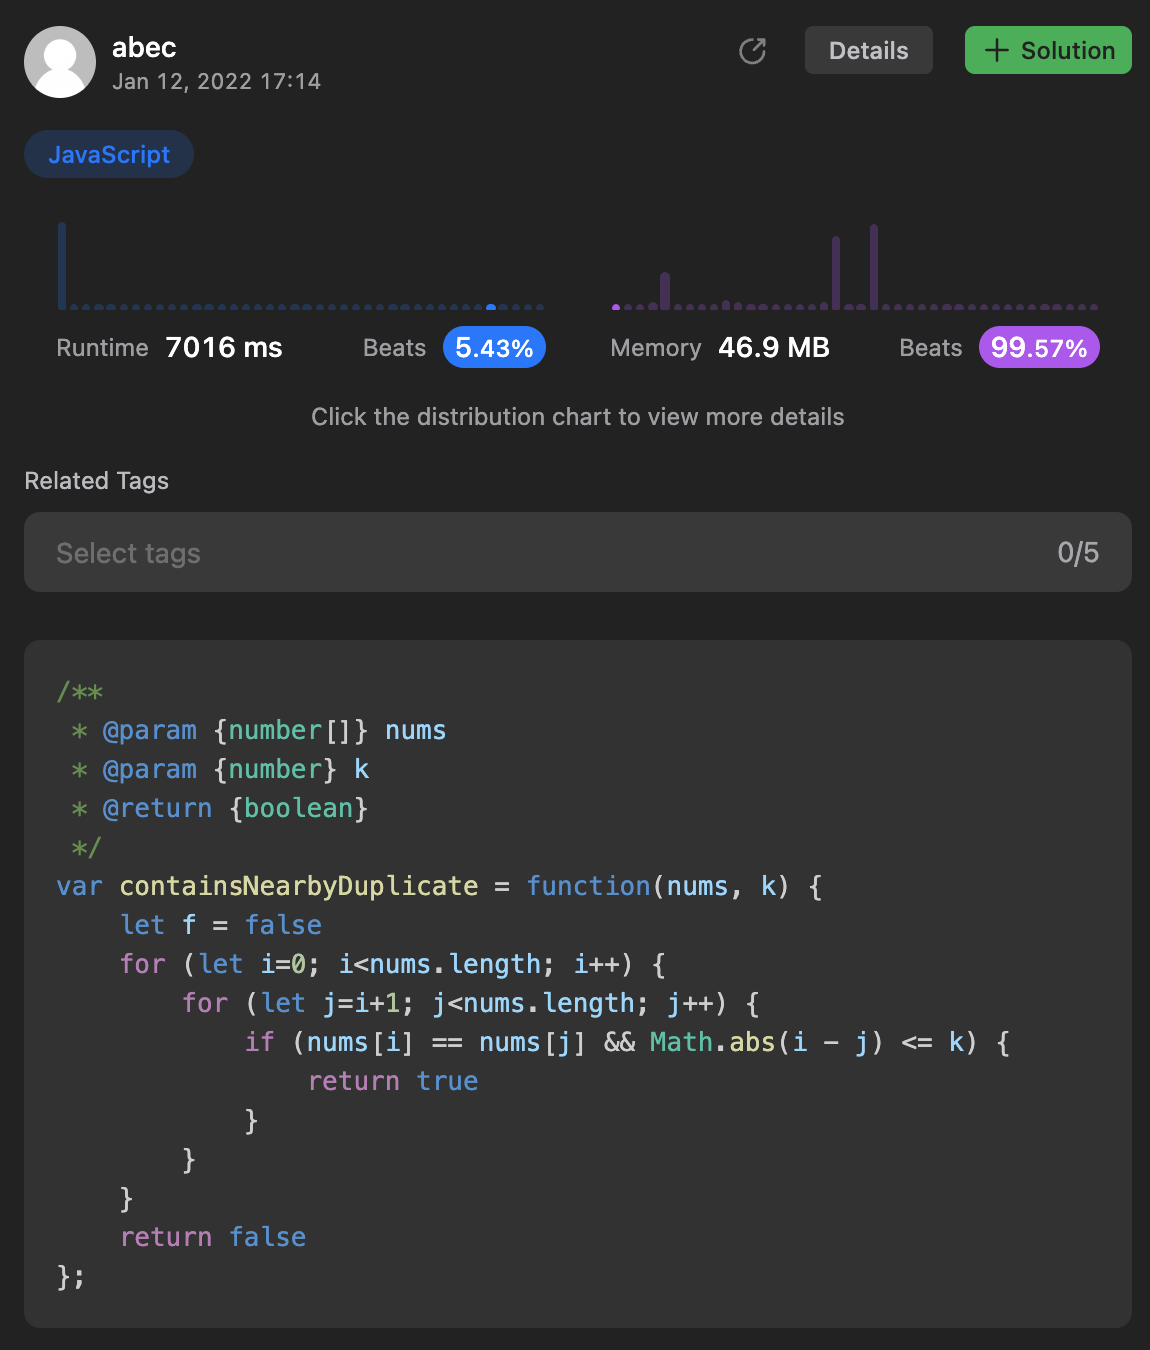 abec
Jan 12, 2022 17:14
Details
+ Solution
JavaScript
Runtime 7016 ms Beats 5.43%
Memory 46.9 MB Beats 99.57%
Click the distribution chart to view more details
Related Tags
Select tags 0/5
/**
 * @param {number[]} nums
 * @param {number} k
 * @return {boolean}
 */
var containsNearbyDuplicate = function(nums, k) {
    let f = false
    for (let i=0; i<nums.length; i++) {
        for (let j=i+1; j<nums.length; j++) {
            if (nums[i] == nums[j] && Math.abs(i - j) <= k) {
                return true
            }
        }
    }
    return false
};